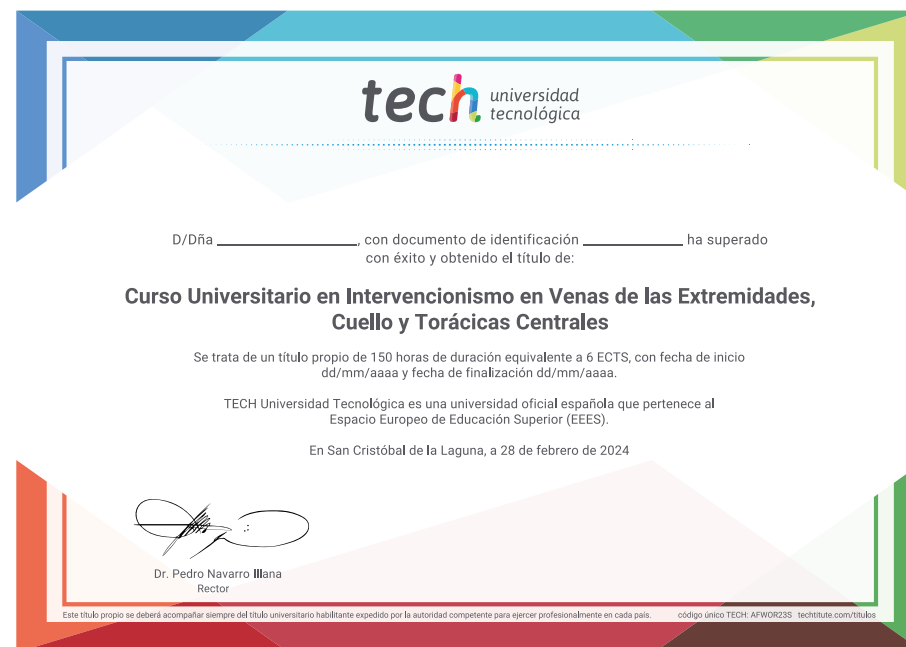 tech universidad
tecnológica
D/Dña ____________________, con documento de identificación ______________ ha superado
con éxito y obtenido el título de:
Curso Universitario en Intervencionismo en Venas de las Extremidades,
Cuello y Torácicas Centrales
Se trata de un título propio de 150 horas de duración equivalente a 6 ECTS, con fecha de inicio
dd/mm/aaaa y fecha de finalización dd/mm/aaaa.
TECH Universidad Tecnológica es una universidad oficial española que pertenece al
Espacio Europeo de Educación Superior (EEES).
En San Cristóbal de la Laguna, a 28 de febrero de 2024
Dr. Pedro Navarro Illana
Rector
Este título propio se deberá acompañar siempre del título universitario habilitante expedido por la autoridad competente para ejercer profesionalmente en cada país. código único TECH: AFWOR23S techtitute.com/titulos